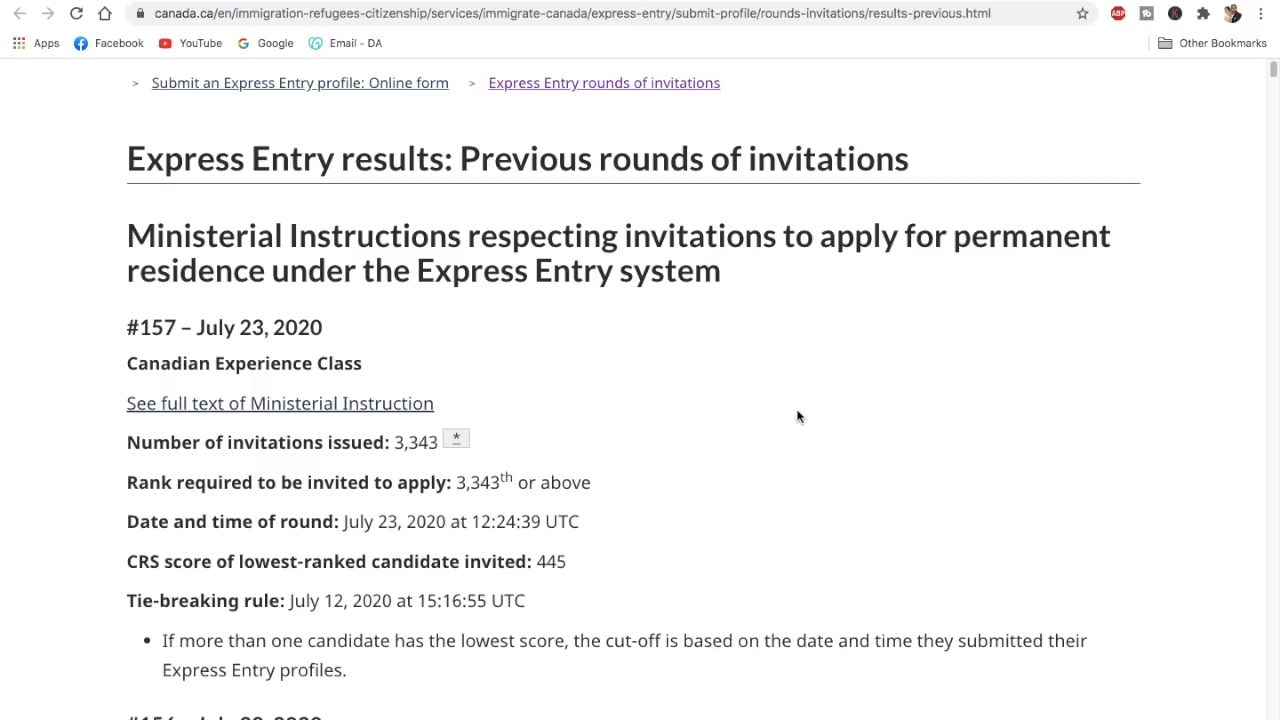 canada.ca/en/immigration-refugees-citizenship/services/immigrate-canada/express-entry/submit-profile/rounds-invitations/results-previous.html
ABP
Apps Facebook YouTube Google Email - DA Other Bookmarks
> Submit an Express Entry profile: Online form > Express Entry rounds of invitations
Express Entry results: Previous rounds of invitations
Ministerial Instructions respecting invitations to apply for permanent
residence under the Express Entry system
#157 – July 23, 2020
Canadian Experience Class
See full text of Ministerial Instruction
Number of invitations issued: 3,343 *
Rank required to be invited to apply: 3,343th or above
Date and time of round: July 23, 2020 at 12:24:39 UTC
CRS score of lowest-ranked candidate invited: 445
Tie-breaking rule: July 12, 2020 at 15:16:55 UTC
• If more than one candidate has the lowest score, the cut-off is based on the date and time they submitted their
Express Entry profiles.